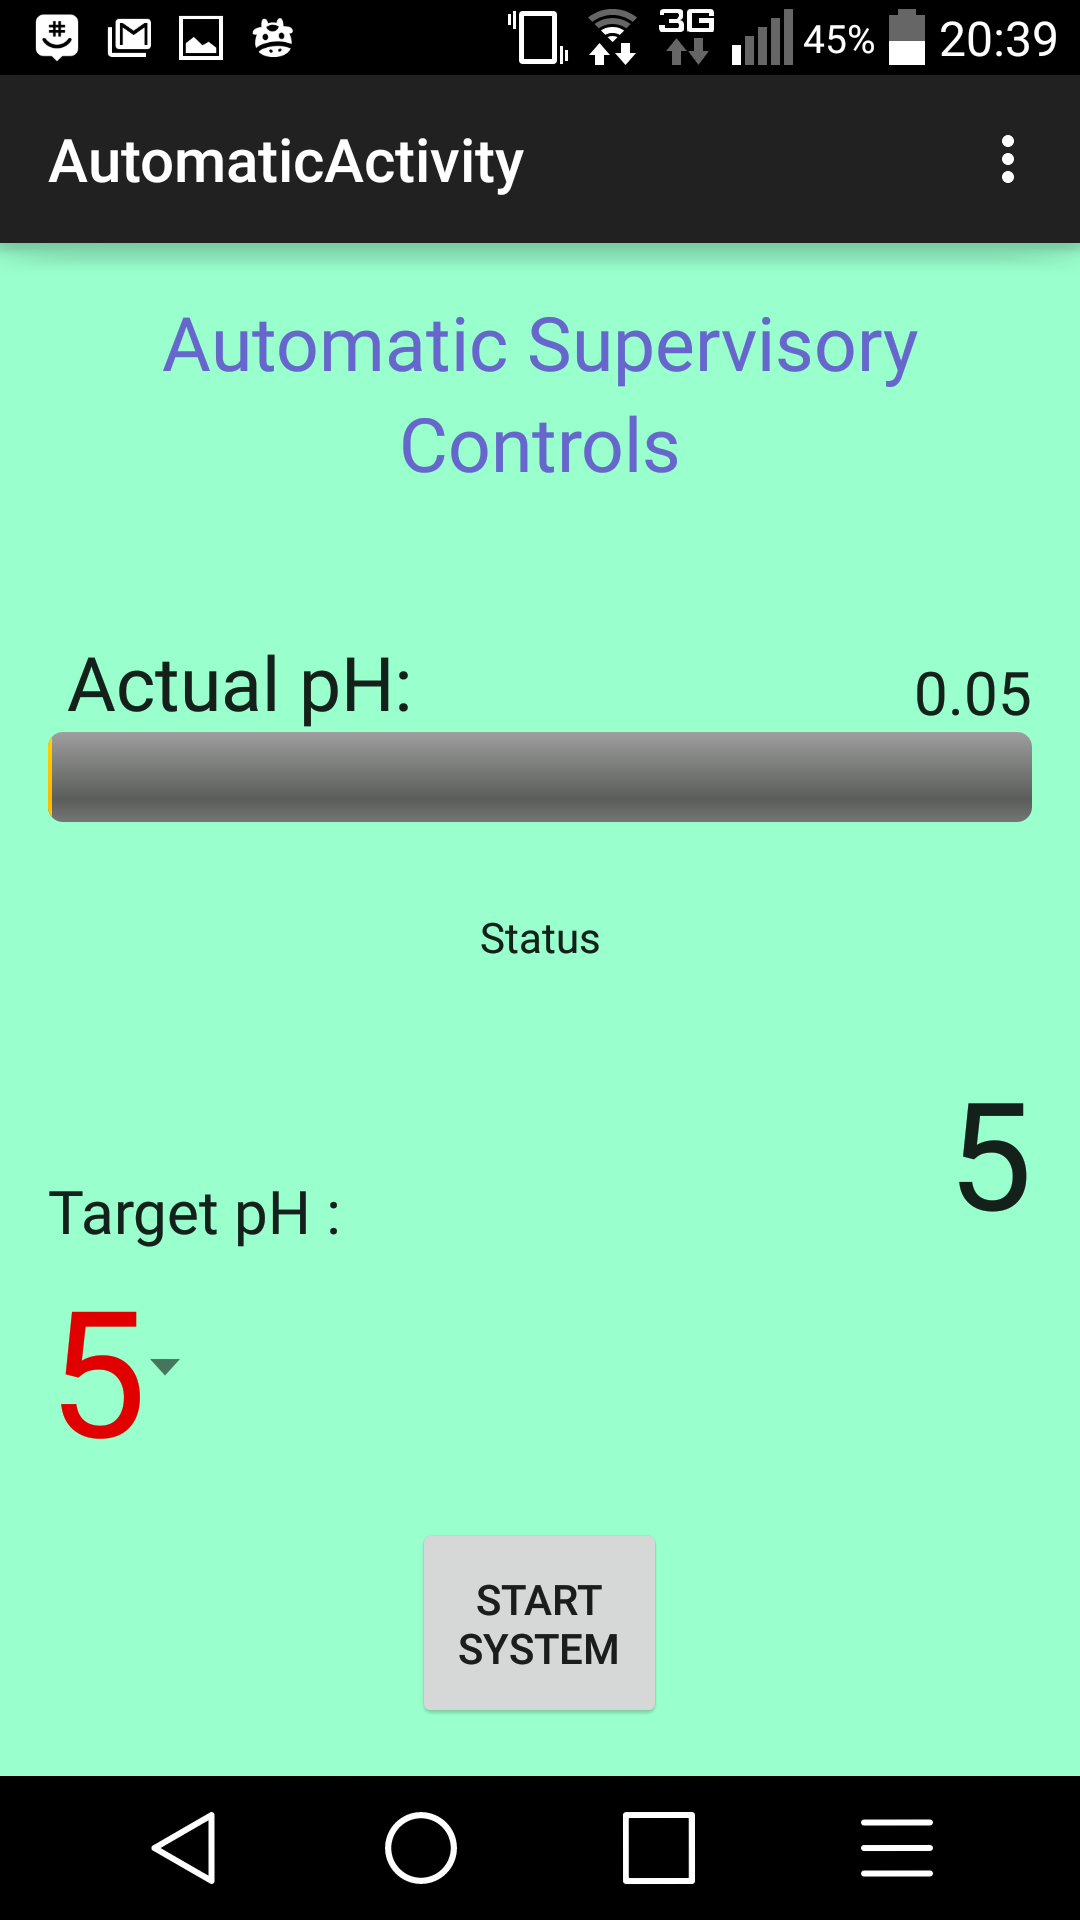 3G 45% 20:39
AutomaticActivity
Automatic Supervisory
Controls
Actual pH: 0.05
Status
5
Target pH :
5
START
SYSTEM